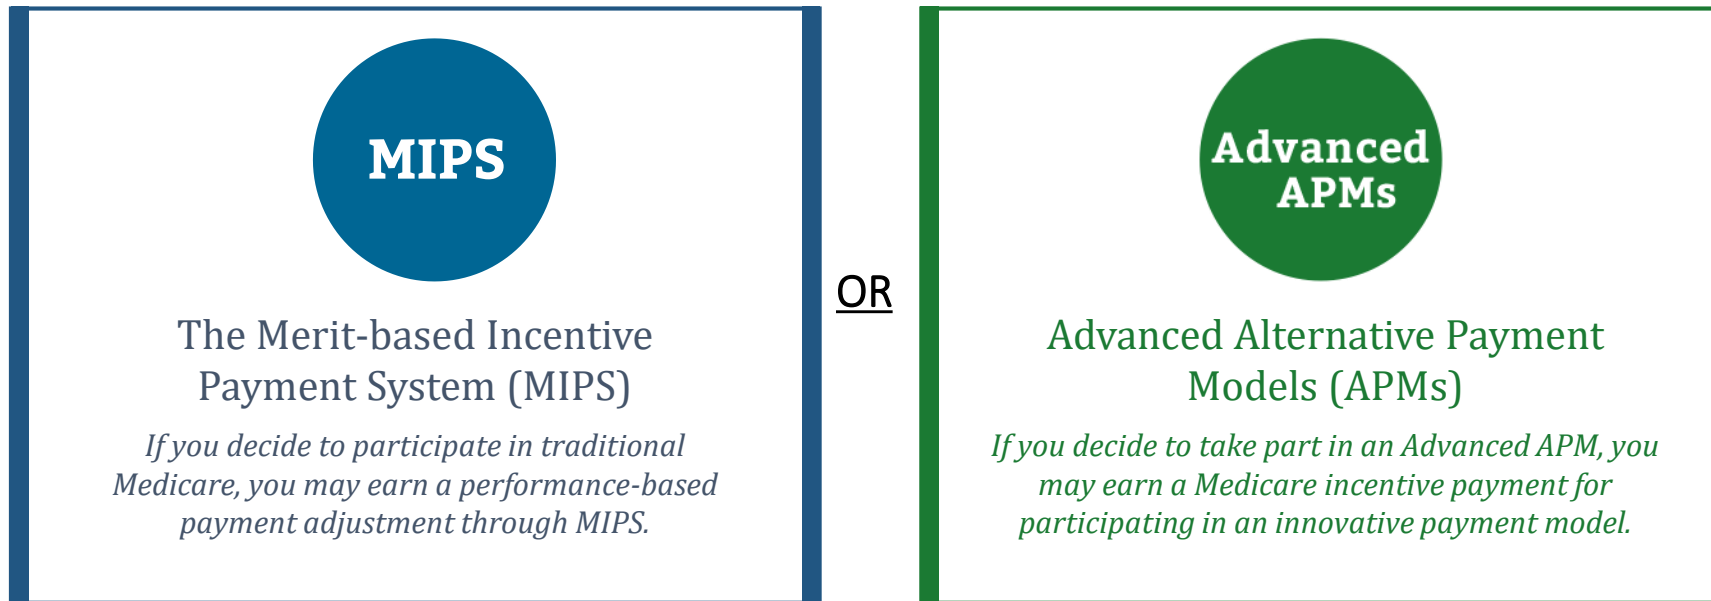 MIPS
The Merit-based Incentive
Payment System (MIPS)
If you decide to participate in traditional
Medicare, you may earn a performance-based
payment adjustment through MIPS.
OR
Advanced
APMs
Advanced Alternative Payment
Models (APMs)
If you decide to take part in an Advanced APM, you
may earn a Medicare incentive payment for
participating in an innovative payment model.